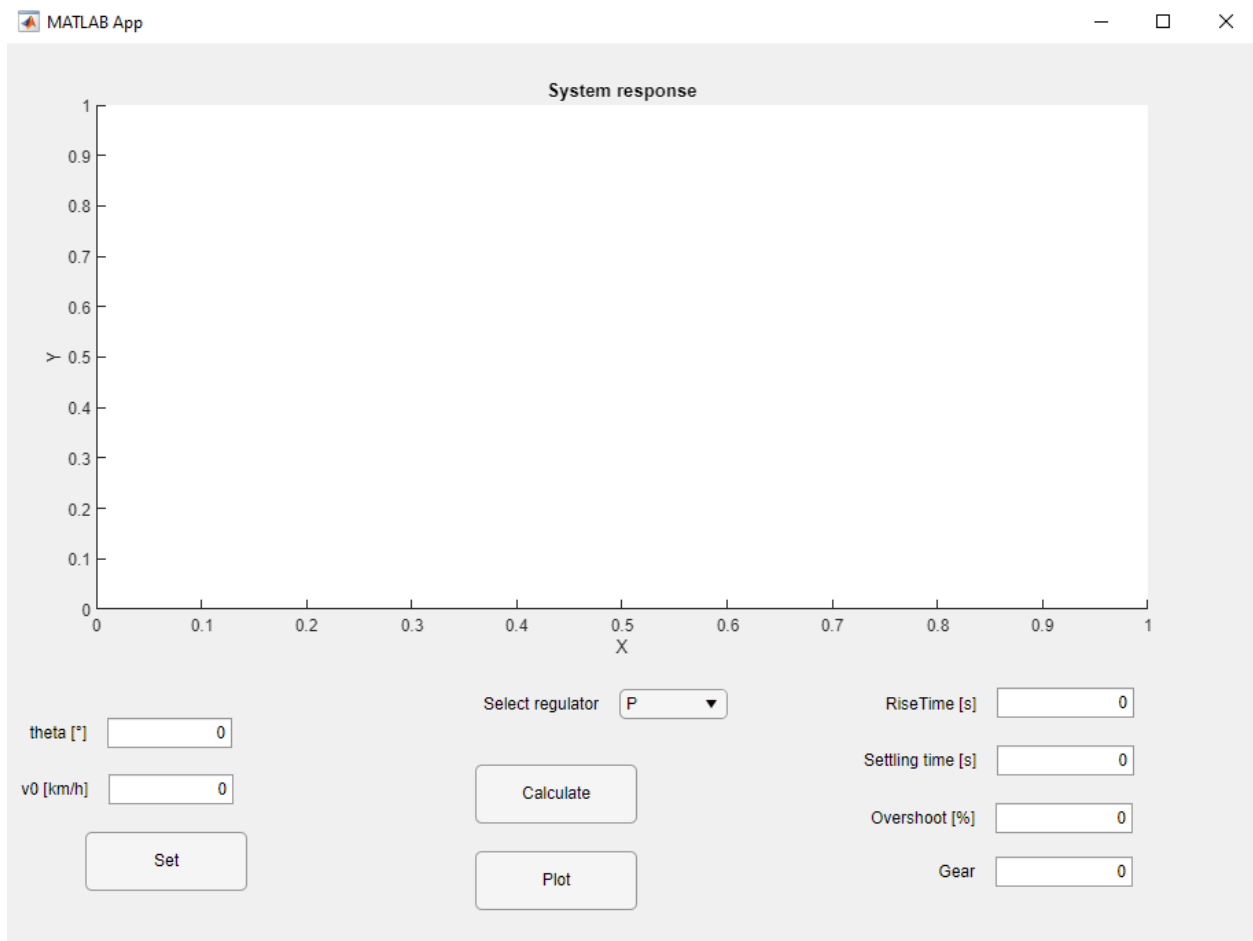 MATLAB App
System response
1
0.9
0.8
0.7
0.6
Y 0.5
0.4
0.3
0.2
0.1
0
0 0.1 0.2 0.3 0.4 0.5 0.6 0.7 0.8 0.9 1
X
theta [°] 0
v0 [km/h] 0
Set
Select regulator P
Calculate
Plot
RiseTime [s] 0
Settling time [s] 0
Overshoot [%] 0
Gear 0